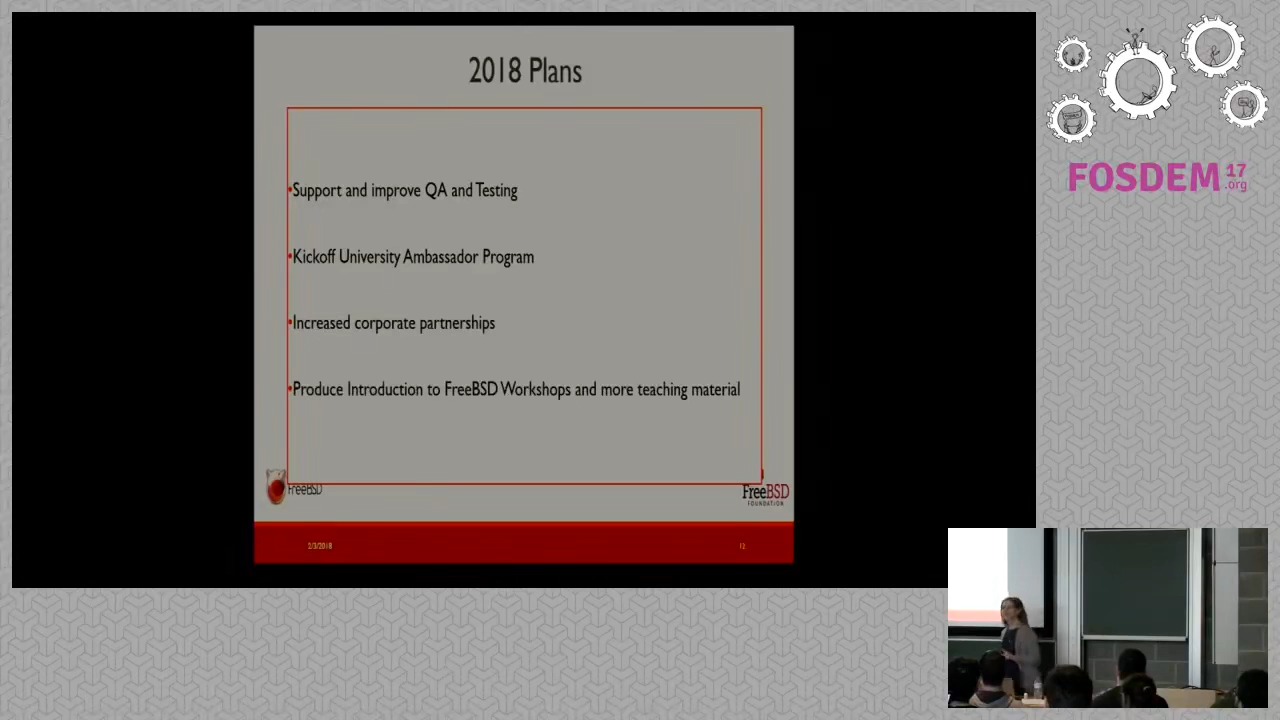 2018 Plans
•Support and improve QA and Testing
•Kickoff University Ambassador Program
•Increased corporate partnerships
•Produce Introduction to FreeBSD Workshops and more teaching material
FreeBSD
FreeBSD
FOUNDATION
2/3/2018
12
FOSDEM 17
.org